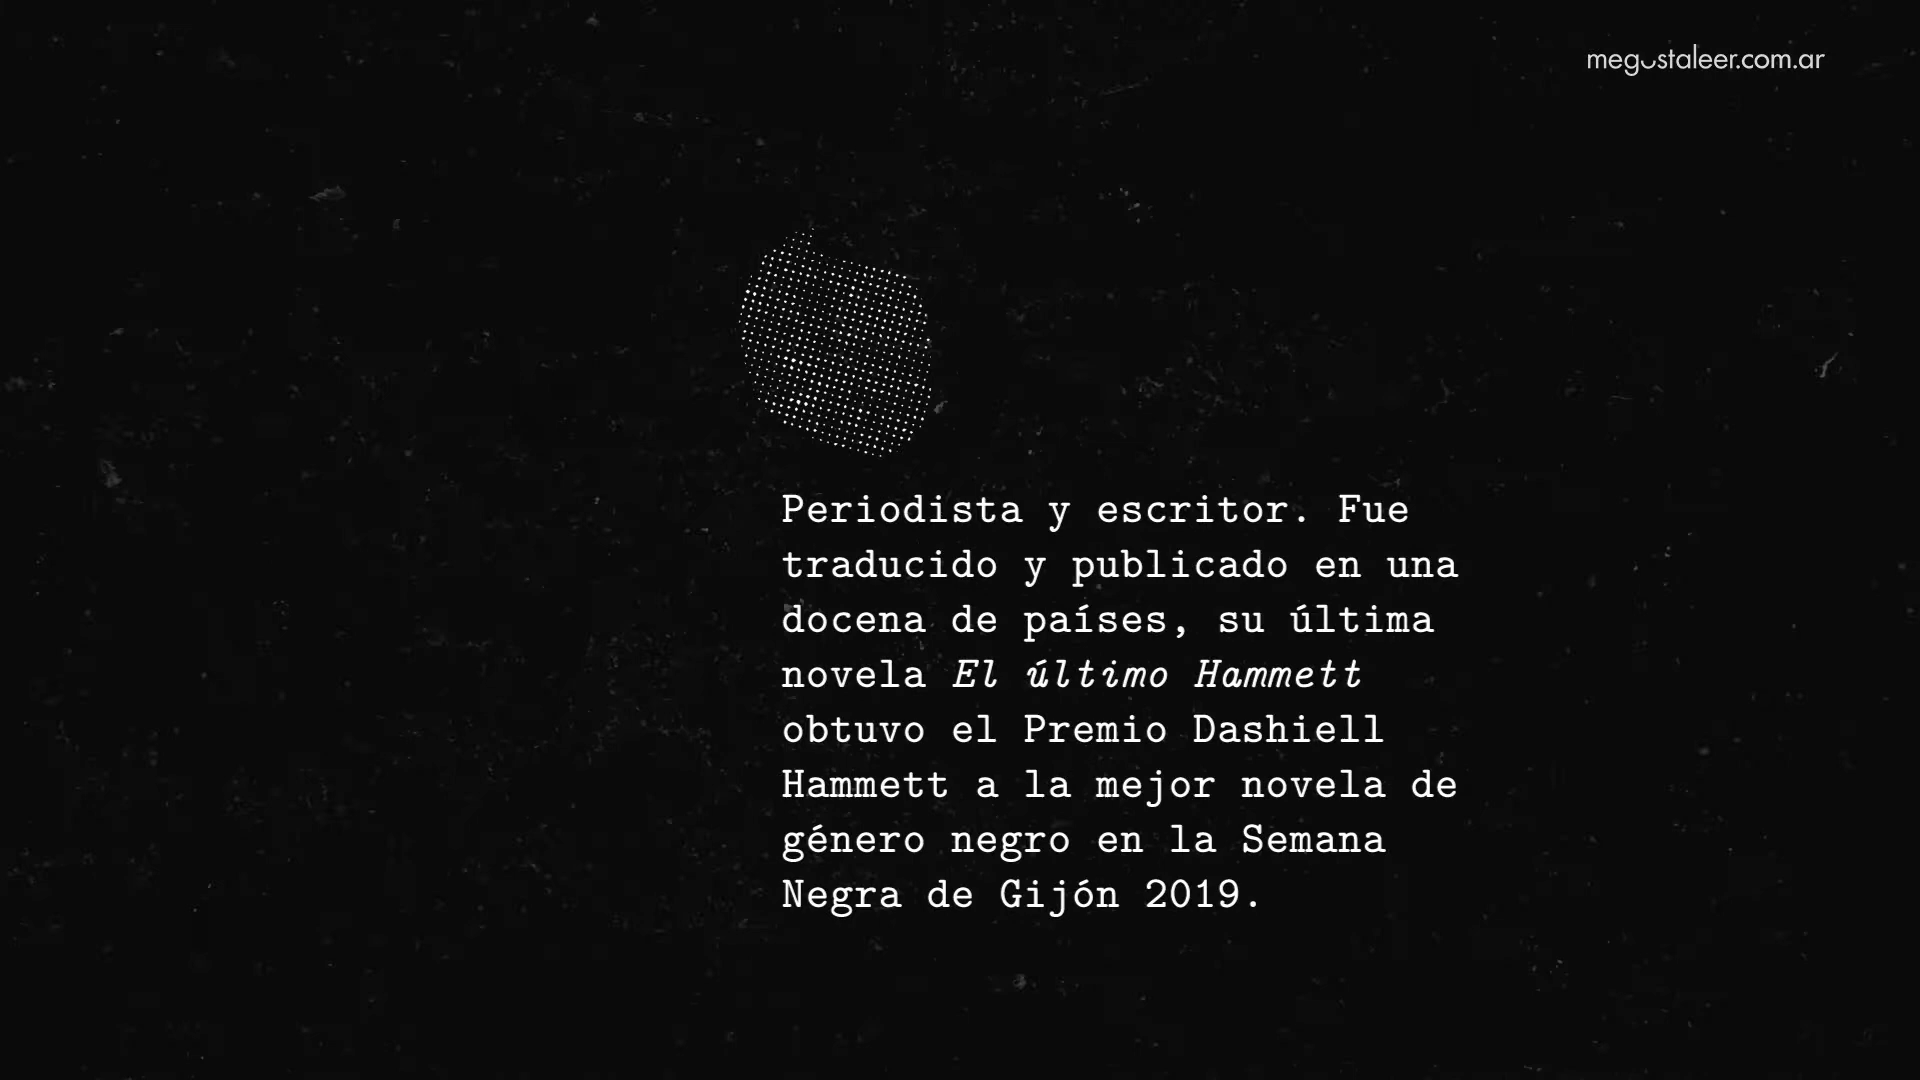 megustaleer.com.ar
Periodista y escritor. Fue
traducido y publicado en una
docena de países, su última
novela El último Hammett
obtuvo el Premio Dashiell
Hammett a la mejor novela de
género negro en la Semana
Negra de Gijón 2019.